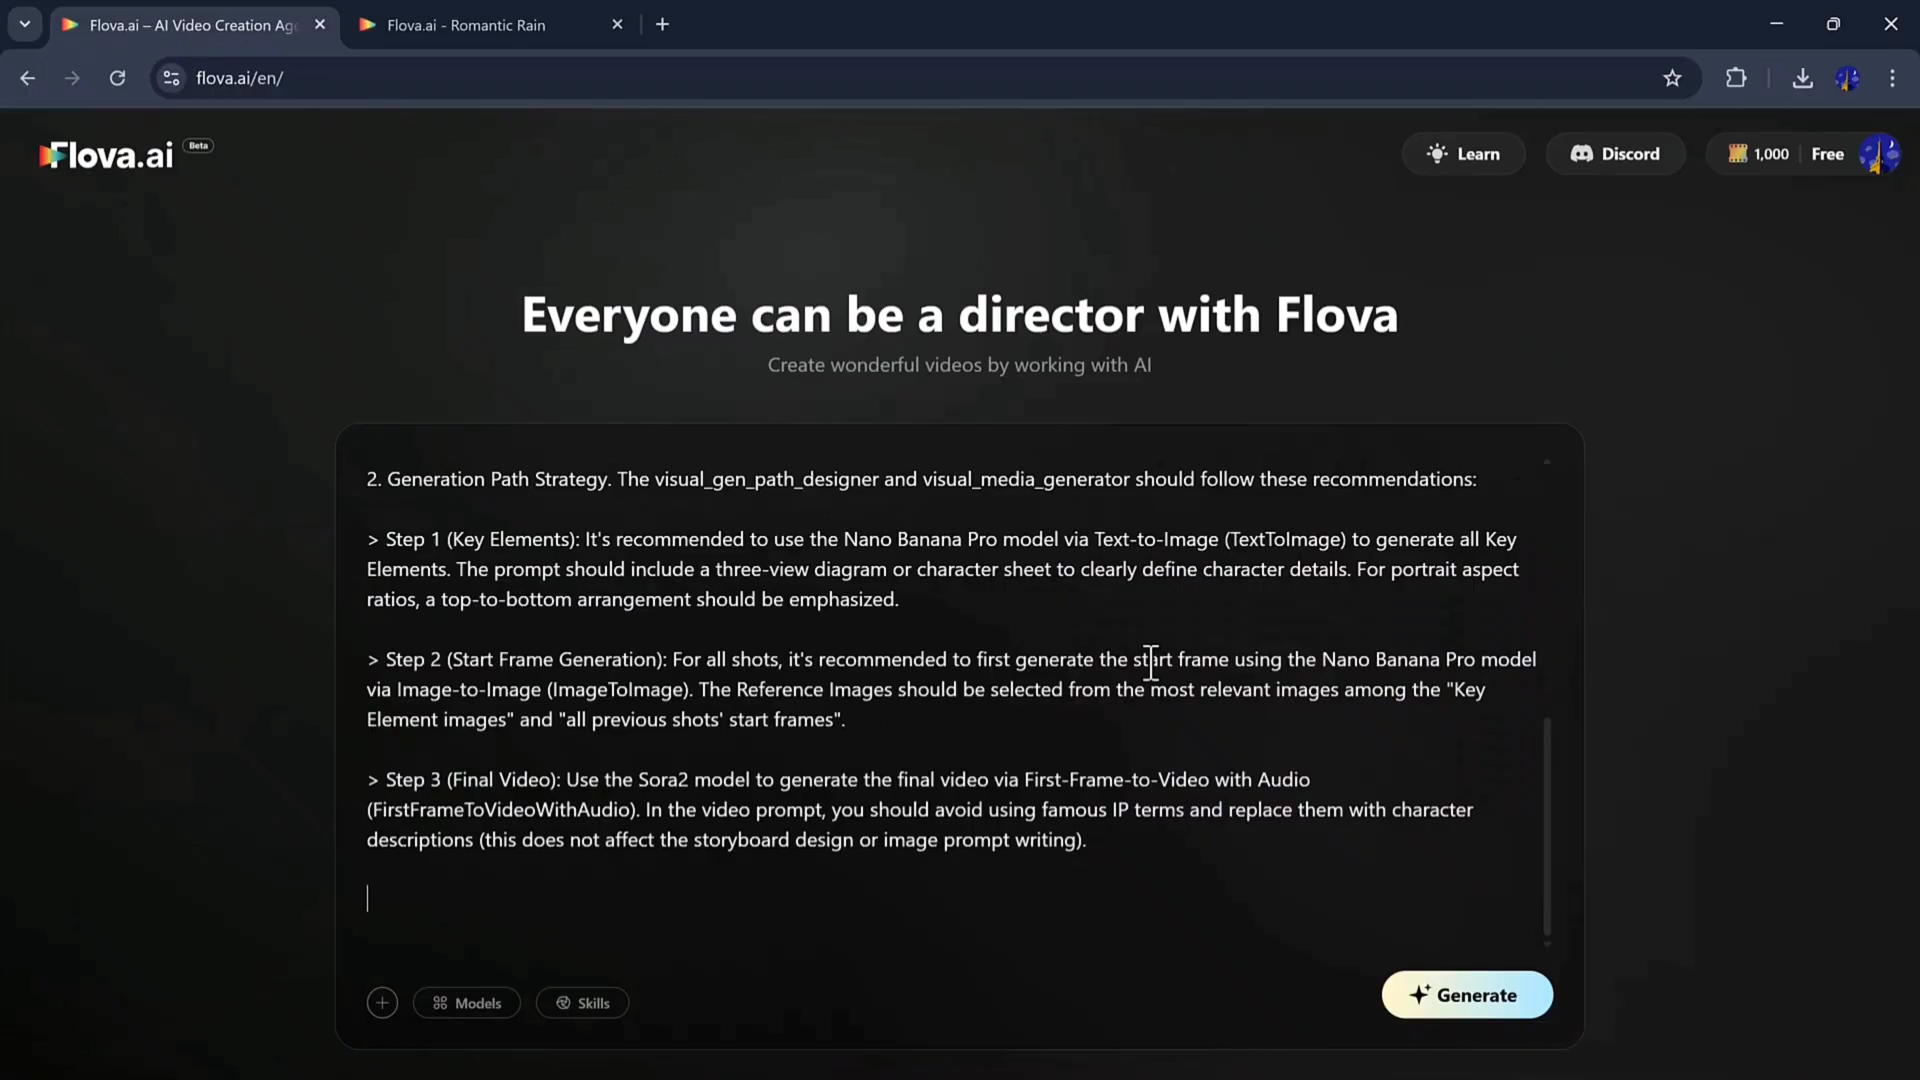 Flova.ai – AI Video Creation Age
Flova.ai - Romantic Rain
flova.ai/en/
Flova.ai Beta
Learn
Discord
1,000
Free
Everyone can be a director with Flova
Create wonderful videos by working with AI
2. Generation Path Strategy. The visual_gen_path_designer and visual_media_generator should follow these recommendations:
> Step 1 (Key Elements): It's recommended to use the Nano Banana Pro model via Text-to-Image (TextToImage) to generate all Key
Elements. The prompt should include a three-view diagram or character sheet to clearly define character details. For portrait aspect
ratios, a top-to-bottom arrangement should be emphasized.
> Step 2 (Start Frame Generation): For all shots, it's recommended to first generate the start frame using the Nano Banana Pro model
via Image-to-Image (ImageToImage). The Reference Images should be selected from the most relevant images among the "Key
Element images" and "all previous shots' start frames".
> Step 3 (Final Video): Use the Sora2 model to generate the final video via First-Frame-to-Video with Audio
(FirstFrameToVideoWithAudio). In the video prompt, you should avoid using famous IP terms and replace them with character
descriptions (this does not affect the storyboard design or image prompt writing).
Models
Skills
Generate